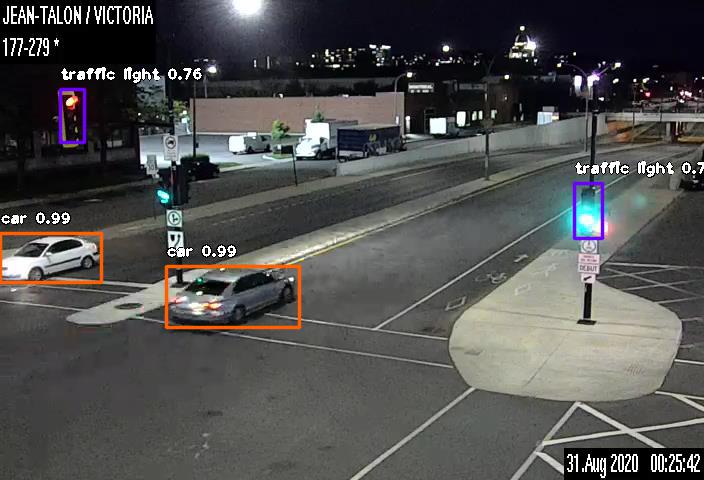 JEAN-TALON / VICTORIA
177-279 *
traffic light 0.76
traffic light 0.7
car 0.99
car 0.99
DÉBUT
31.Aug 2020 00:25:42